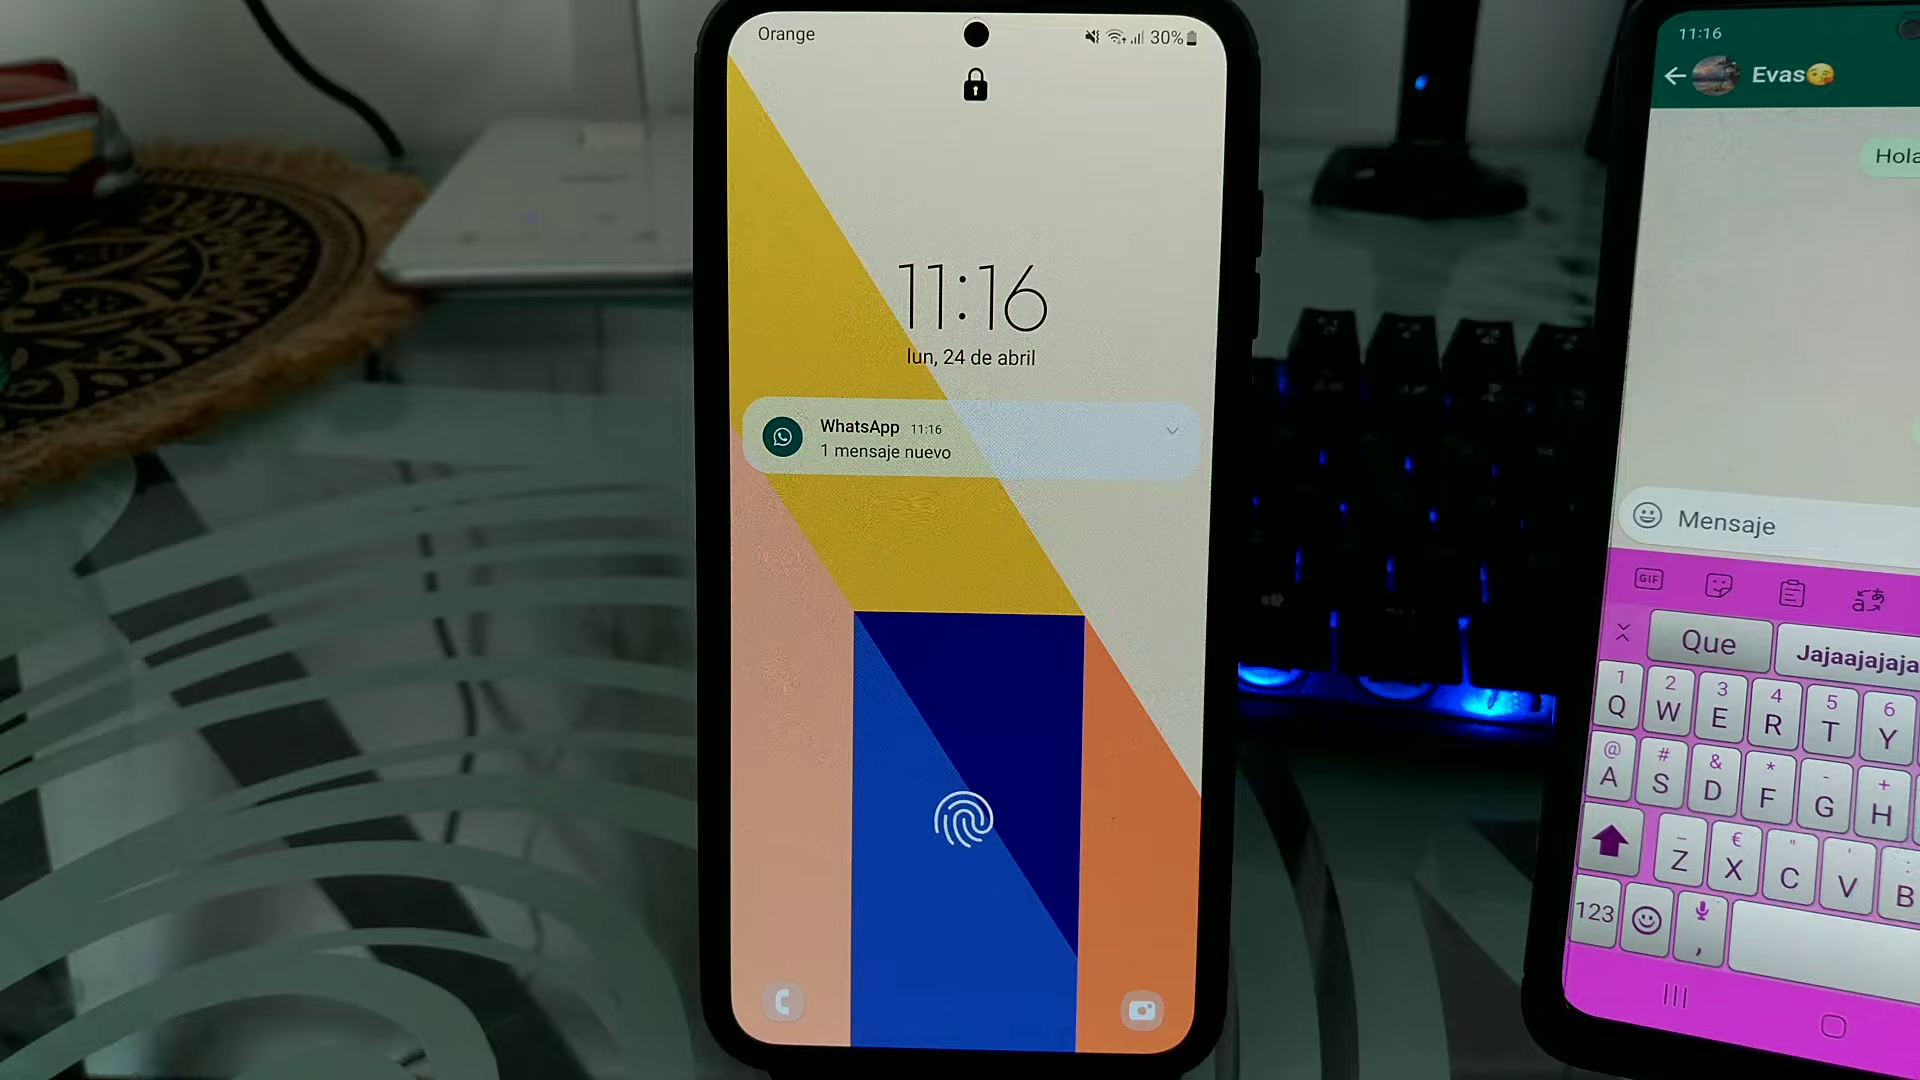 Orange
30%
11:16
lun, 24 de abril
WhatsApp 11:16
1 mensaje nuevo
11:16
Evas😘
Hola
Mensaje
GIF
Que
Jajaajajaja
1 2 3 4 5 6
Q W E R T Y
@ # & * - +
A S D F G H
Z X C V B
123 ,